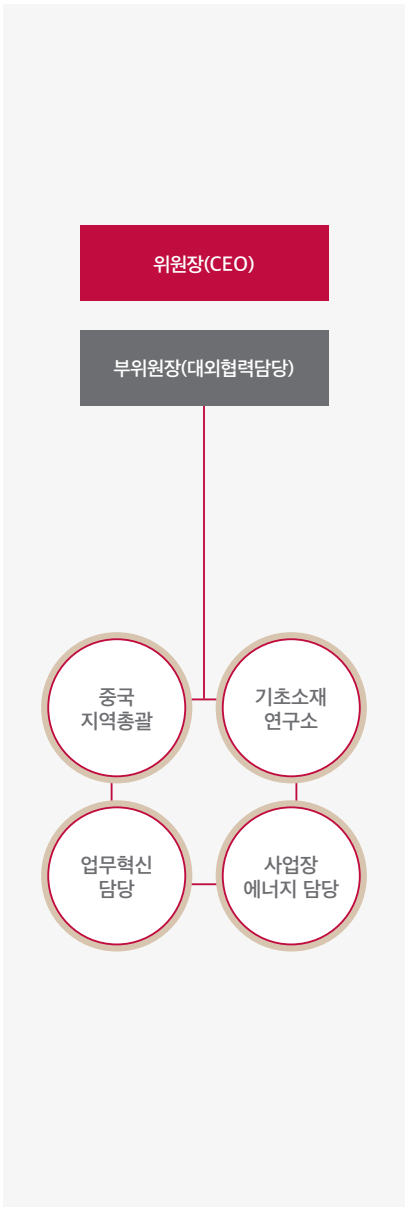 위원장(CEO)
부위원장(대외협력담당)
중국
지역총괄
기초소재
연구소
업무혁신
담당
사업장
에너지 담당